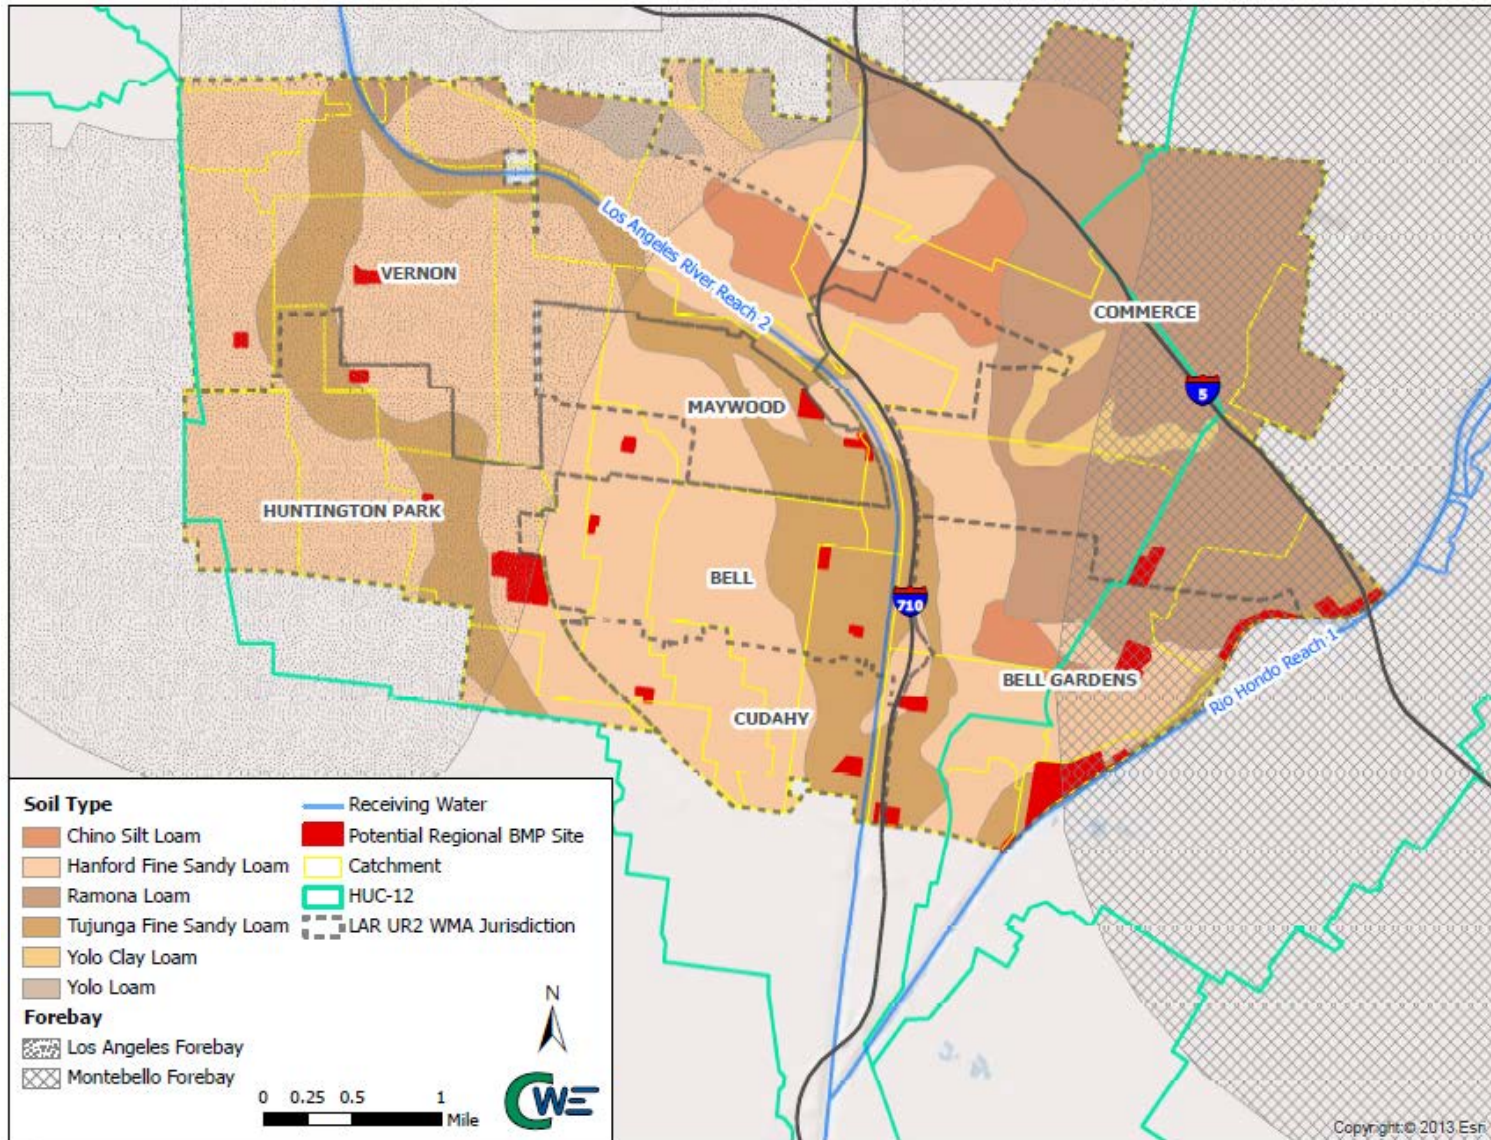 Los Angeles River Reach 2
VERNON
COMMERCE
5
MAYWOOD
HUNTINGTON PARK
BELL
710
BELL GARDENS
Rio Hondo Reach 1
CUDAHY
Soil Type
Chino Silt Loam
Hanford Fine Sandy Loam
Ramona Loam
Tujunga Fine Sandy Loam
Yolo Clay Loam
Yolo Loam
Forebay
Los Angeles Forebay
Montebello Forebay
Receiving Water
Potential Regional BMP Site
Catchment
HUC-12
LAR UR2 WMA Jurisdiction
N
0 0.25 0.5 1
Mile
CWE
Copyright:© 2013 Esri